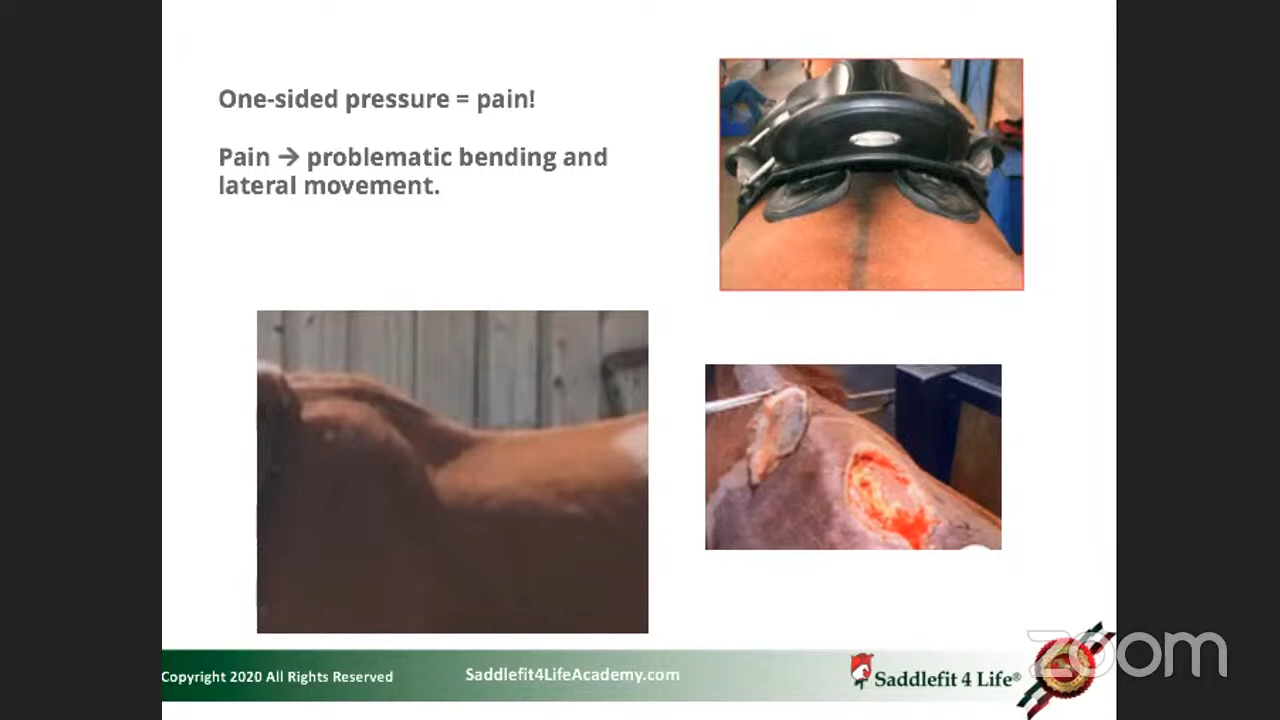 One-sided pressure = pain!
Pain → problematic bending and
lateral movement.
Copyright 2020 All Rights Reserved
SaddleFit4LifeAcademy.com
Saddlefit 4 Life®
zoom